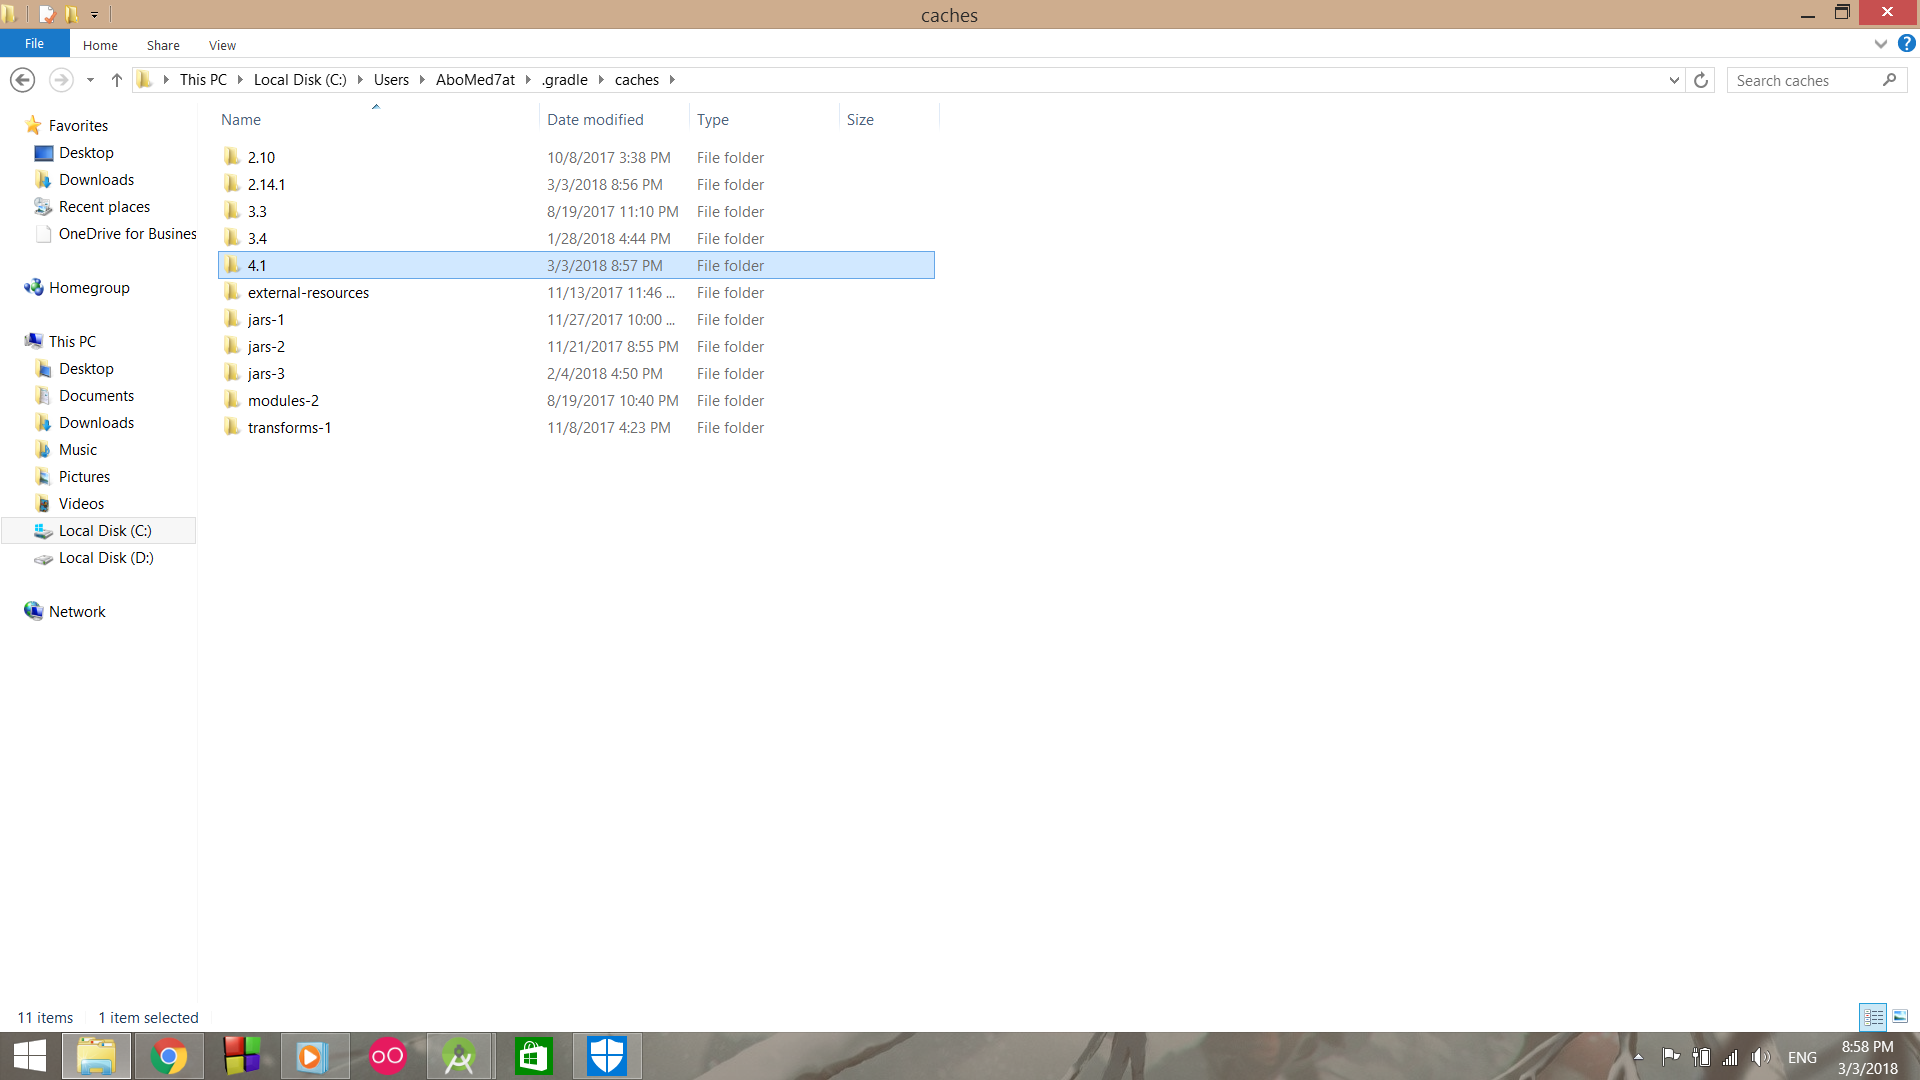 caches
File Home Share View
This PC Local Disk (C:) Users AboMed7at .gradle caches Search caches
Name Date modified Type Size
Favorites
Desktop
Downloads
Recent places
OneDrive for Busines
Homegroup
This PC
Desktop
Documents
Downloads
Music
Pictures
Videos
Local Disk (C:)
Local Disk (D:)
Network
2.10 10/8/2017 3:38 PM File folder
2.14.1 3/3/2018 8:56 PM File folder
3.3 8/19/2017 11:10 PM File folder
3.4 1/28/2018 4:44 PM File folder
4.1 3/3/2018 8:57 PM File folder
external-resources 11/13/2017 11:46 ... File folder
jars-1 11/27/2017 10:00 ... File folder
jars-2 11/21/2017 8:55 PM File folder
jars-3 2/4/2018 4:50 PM File folder
modules-2 8/19/2017 10:40 PM File folder
transforms-1 11/8/2017 4:23 PM File folder
11 items 1 item selected
ENG
8:58 PM
3/3/2018